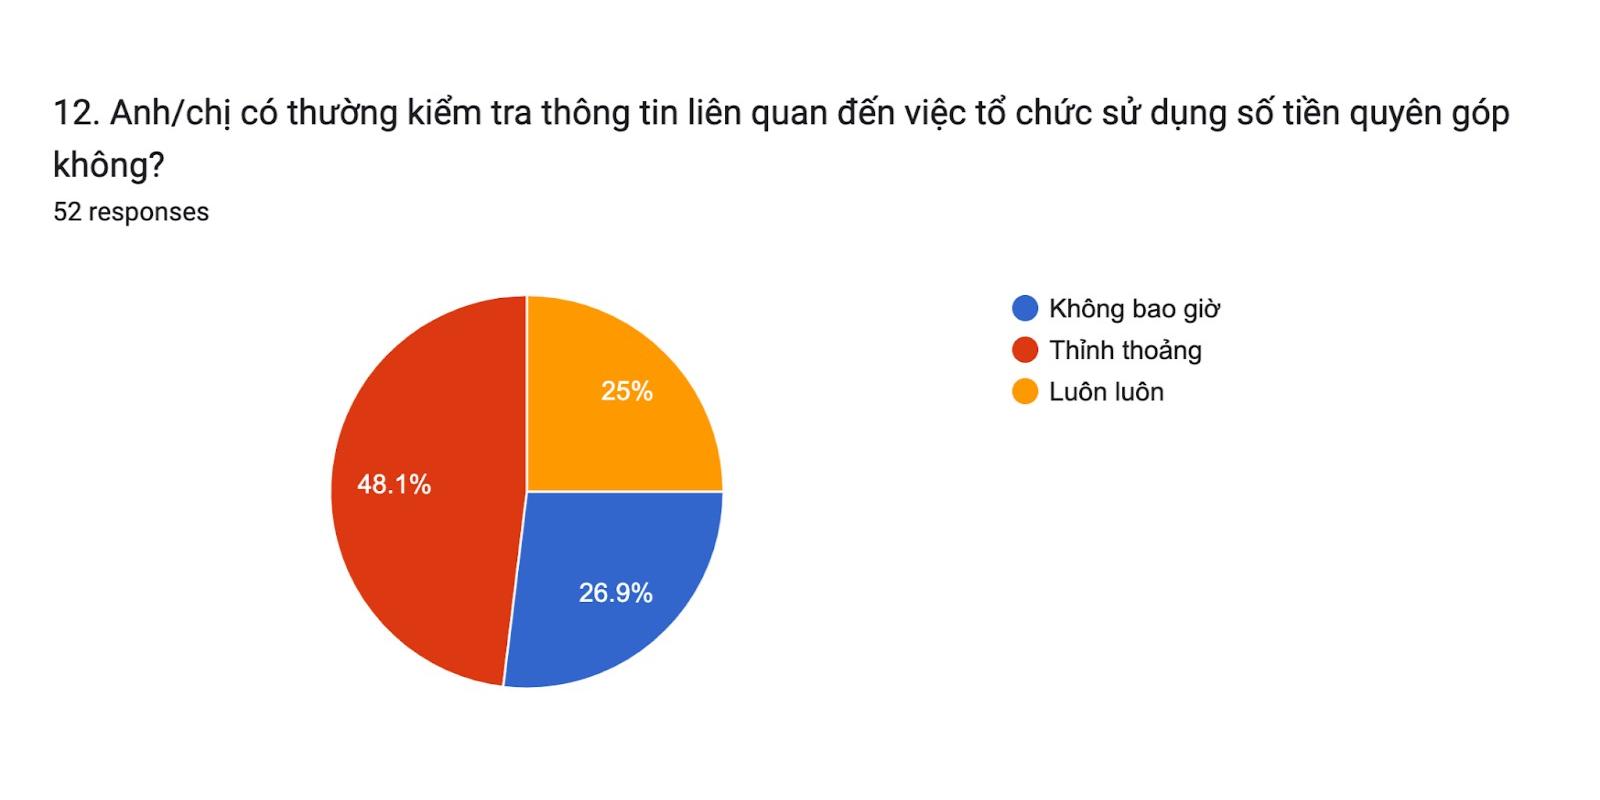 12. Anh/chị có thường kiểm tra thông tin liên quan đến việc tổ chức sử dụng số tiền quyên góp
không?
52 responses
Không bao giờ
Thỉnh thoảng
Luôn luôn
25%
48.1%
26.9%